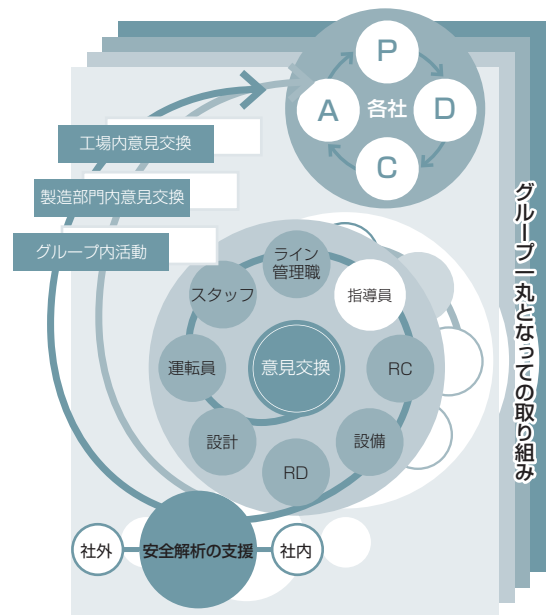 P
A
各社
D
C
工場内意見交換
製造部門内意見交換
グループ内活動
グループ一丸となっての取り組み
ライン
管理職
スタッフ
指導員
運転員
意見交換
RC
設計
設備
RD
社外
安全解析の支援
社内